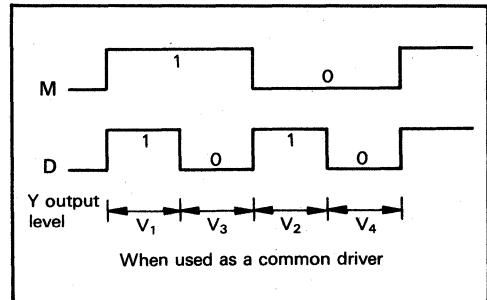 M 1 0
D 1 0 1 0
Y output
level
V₁ V₃ V₂ V₄
When used as a common driver